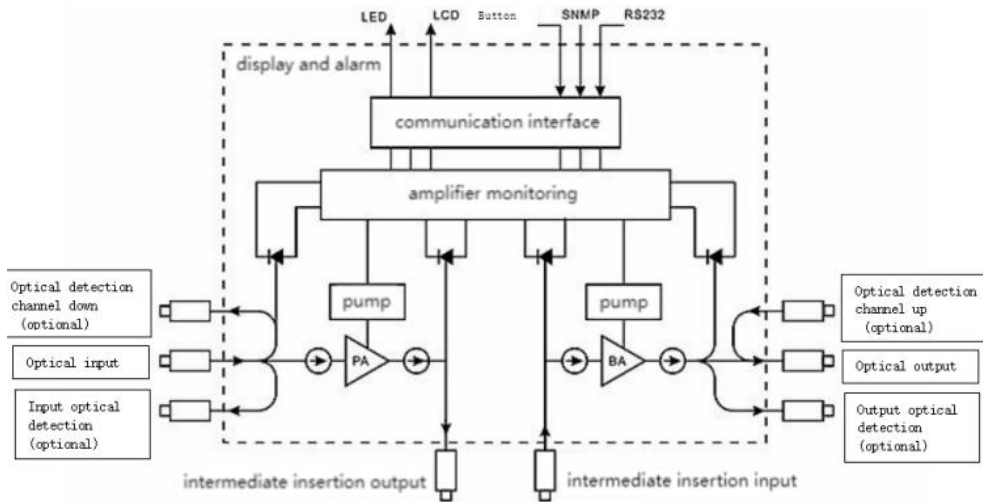 LED LCD Button SNMP RS232
display and alarm
communication interface
amplifier monitoring
pump
pump
Optical detection
channel down
(optional)
Optical input
Input optical
detection
(optional)
PA
BA
Optical detection
channel up
(optional)
Optical output
Output optical
detection
(optional)
intermediate insertion output
intermediate insertion input